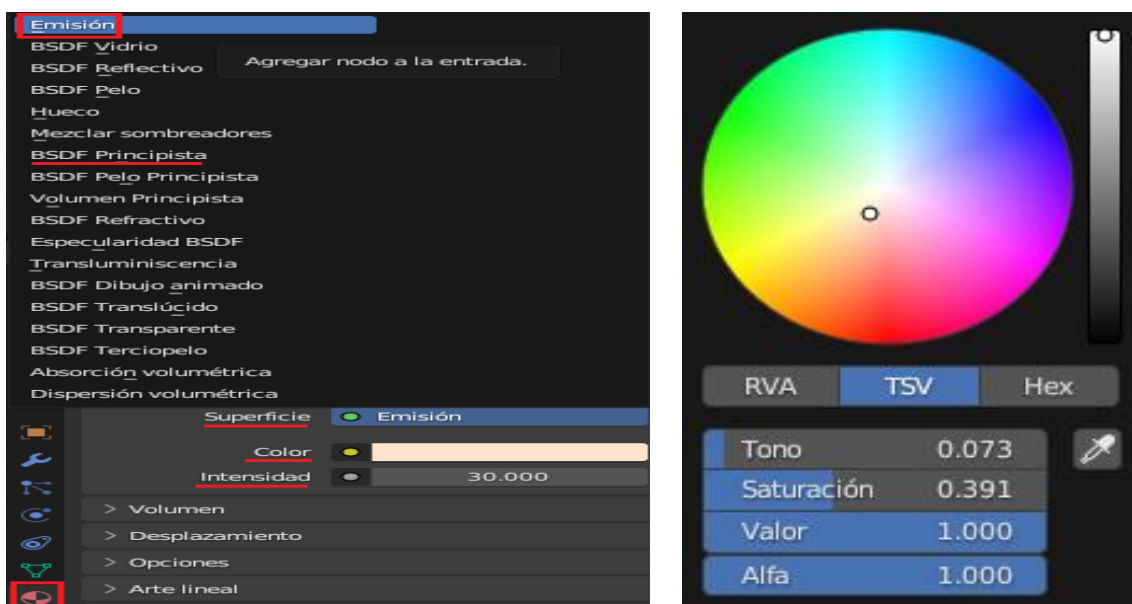 Emisión
BSDF Vidrio
Agregar nodo a la entrada.
BSDF Reflectivo
BSDF Pelo
Hueco
Mezclar sombreadores
BSDF Principista
BSDF Pelo Principista
Volumen Principista
BSDF Refractivo
Especularidad BSDF
Transluminiscencia
BSDF Dibujo animado
BSDF Translúcido
BSDF Transparente
BSDF Terciopelo
Absorción volumétrica
Dispersión volumétrica
Superficie Emisión
Color
Intensidad 30.000
> Volumen
> Desplazamiento
> Opciones
> Arte lineal
RVA TSV Hex
Tono 0.073
Saturación 0.391
Valor 1.000
Alfa 1.000